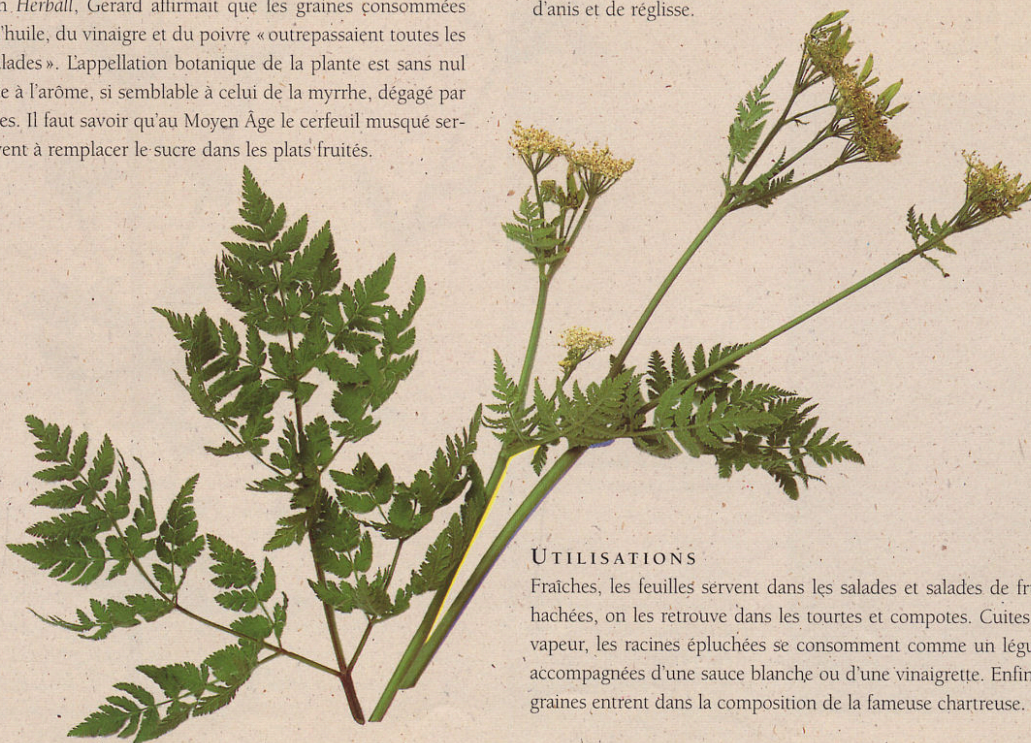 Herball, Gerard affirmait que les graines consommées
l'huile, du vinaigre et du poivre « outrepassaient toutes les
lades ». L'appellation botanique de la plante est sans nul
e à l'arôme, si semblable à celui de la myrrhe, dégagé par
es. Il faut savoir qu'au Moyen Âge le cerfeuil musqué ser-
vent à remplacer le sucre dans les plats fruités.
d'anis et de réglisse.
UTILISATIONS
Fraîches, les feuilles servent dans les salades et salades de fr
hachées, on les retrouve dans les tourtes et compotes. Cuites
vapeur, les racines épluchées se consomment comme un légu
accompagnées d'une sauce blanche ou d'une vinaigrette. Enfin
graines entrent dans la composition de la fameuse chartreuse.